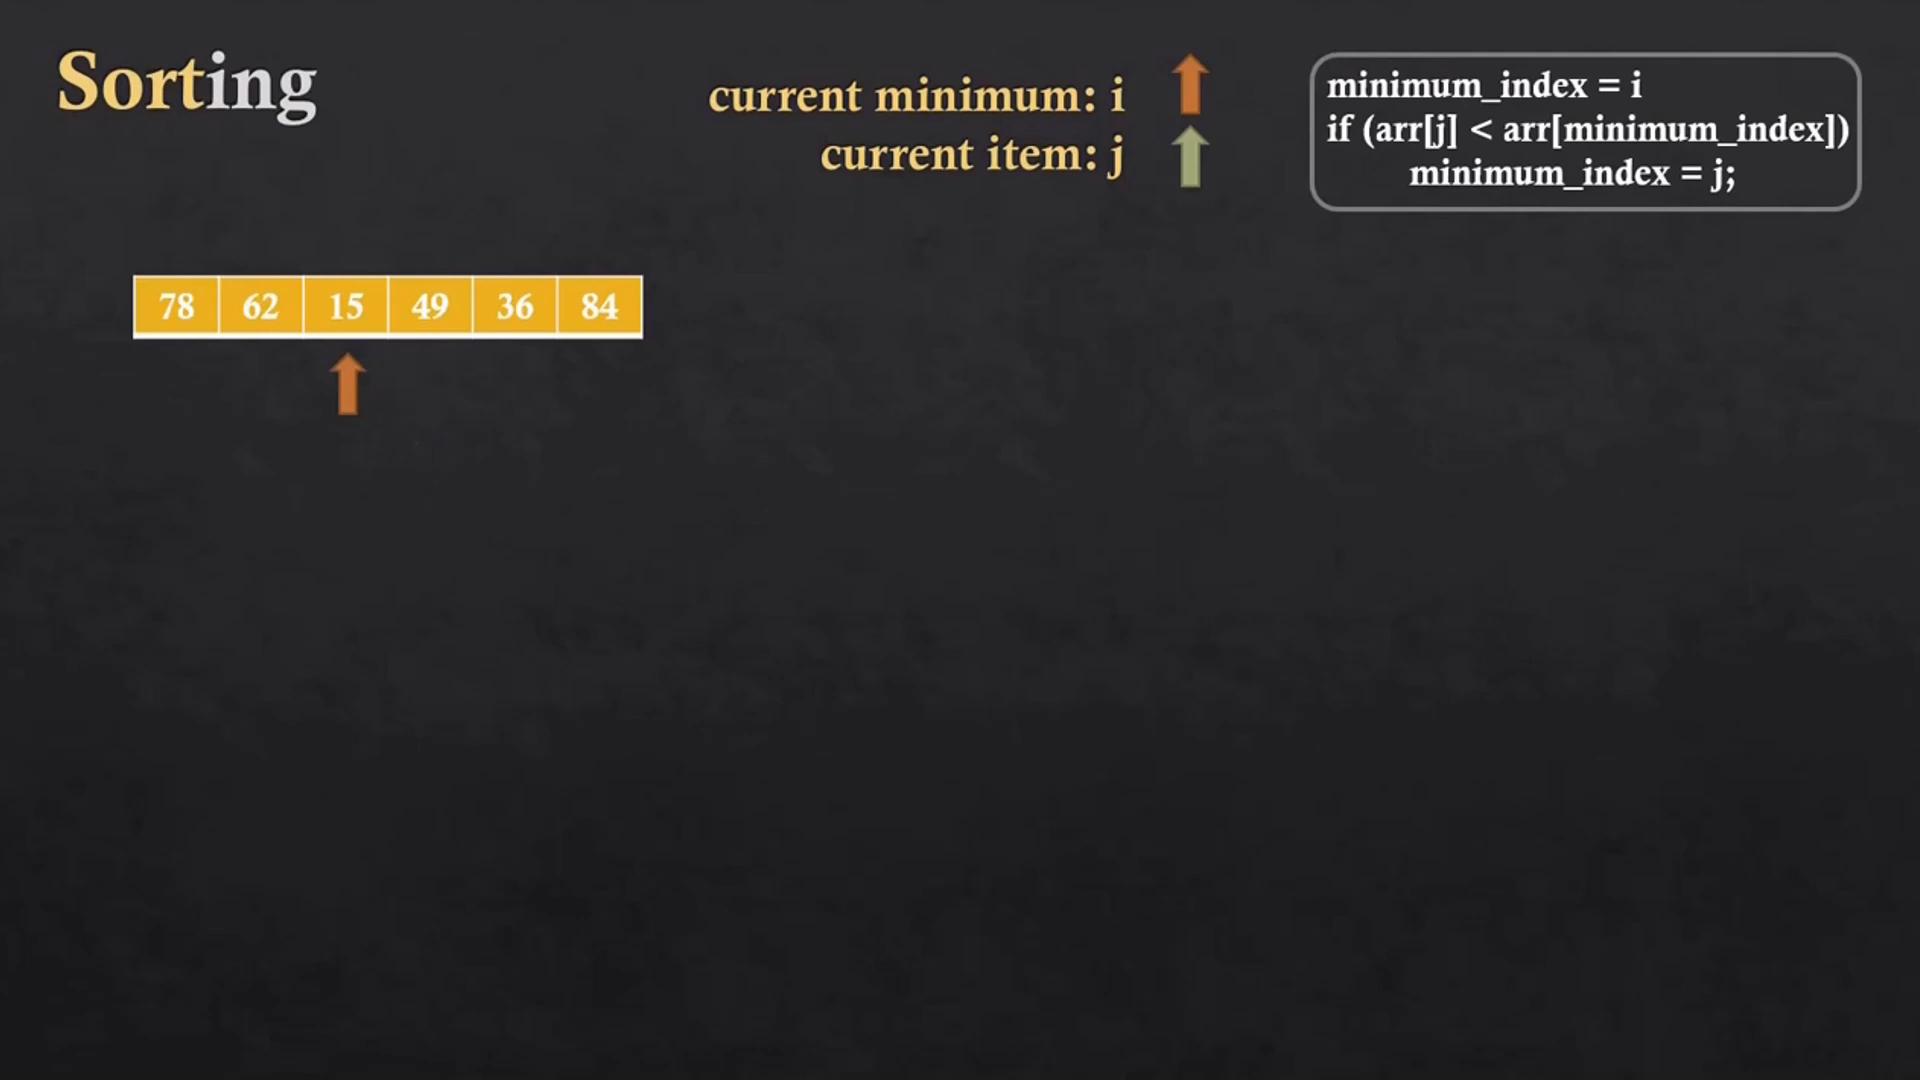 Sorting
current minimum: i
current item: j
minimum_index = i
if (arr[j] < arr[minimum_index])
minimum_index = j;
78 62 15 49 36 84